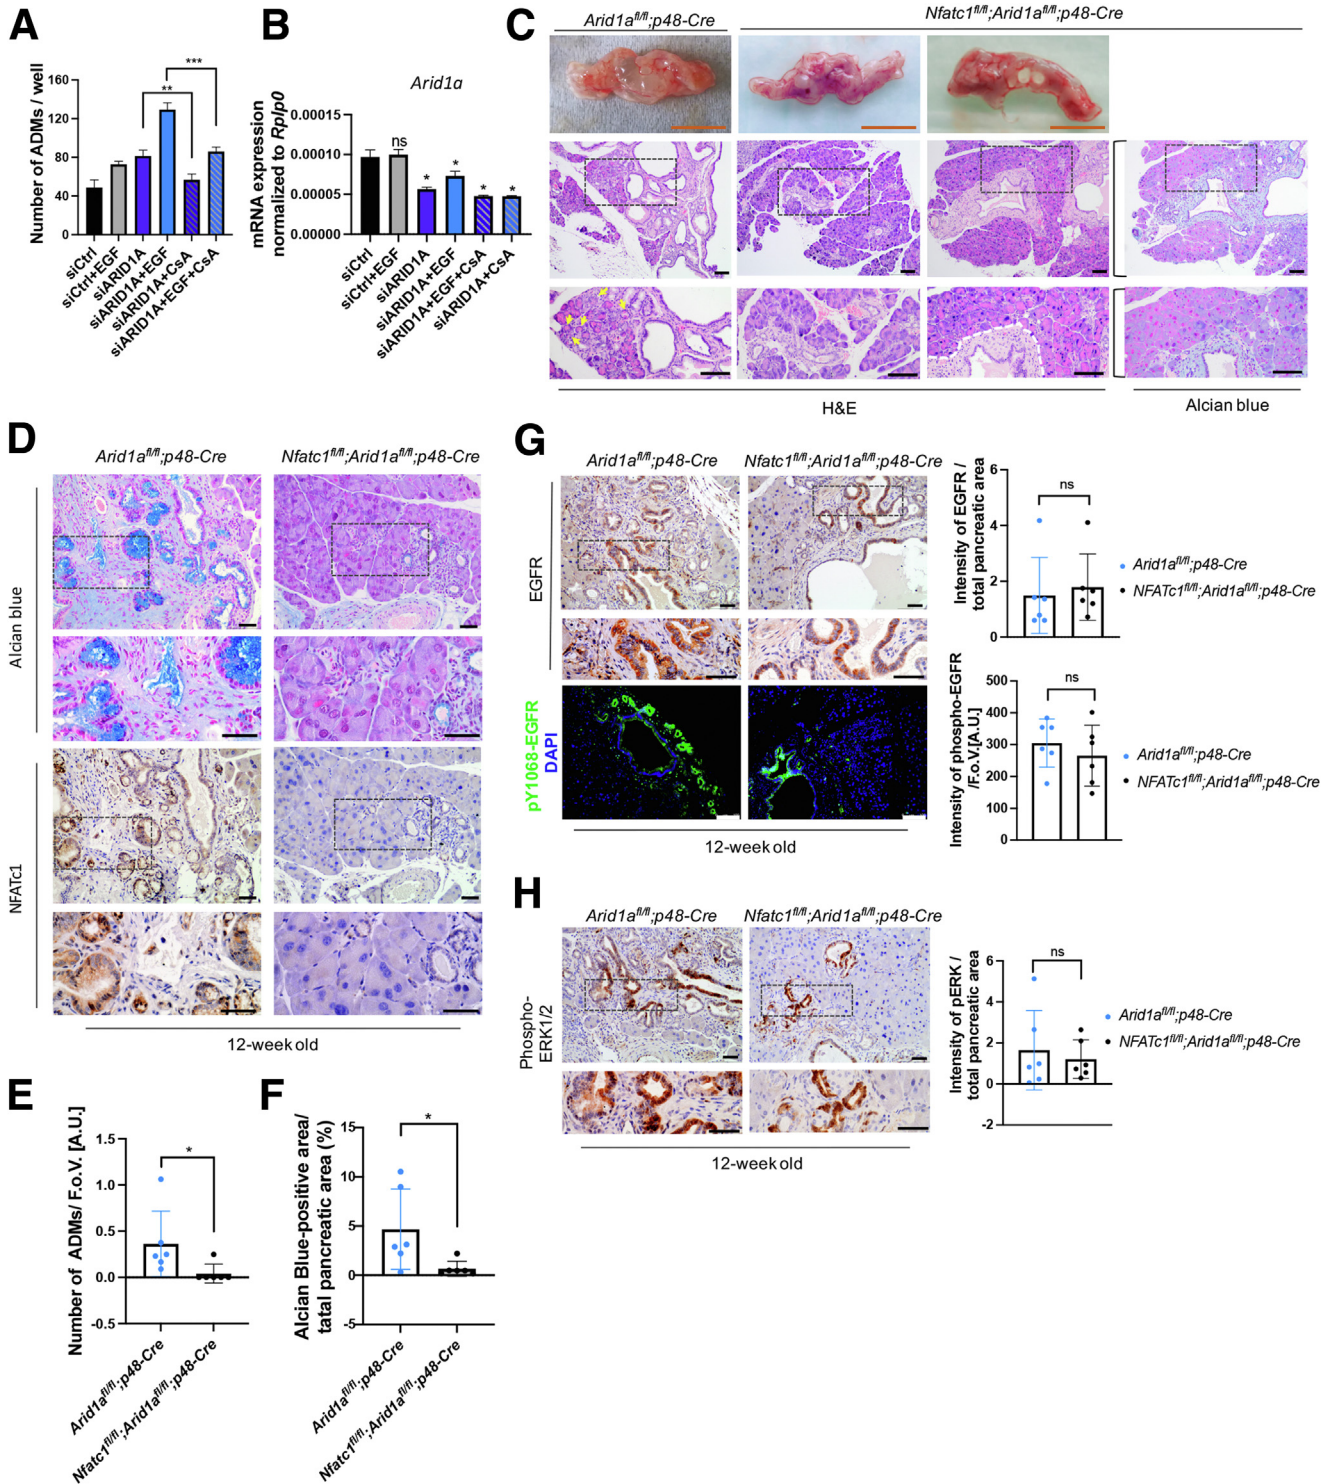 A
Number of ADMs / well
160
120
80
40
0
**
***
siCtrl
siCtrl+EGF
siARID1A
siARID1A+EGF
siARID1A+CsA
siARID1A+EGF+CsA
B
Arid1a
mRNA expression
normalized to Rplp0
0.00015
0.00010
0.00005
0.00000
ns
*
*
*
*
siCtrl
siCtrl+EGF
siARID1A
siARID1A+EGF
siARID1A+EGF+CsA
siARID1A+CsA
C
Arid1afl/fl;p48-Cre
Nfatc1fl/fl;Arid1afl/fl;p48-Cre
H&E
Alcian blue
D
Arid1afl/fl;p48-Cre
Nfatc1fl/fl;Arid1afl/fl;p48-Cre
Alcian blue
NFATc1
12-week old
E
Number of ADMs/ F.o.V. [A.U.]
1.5
1.0
0.5
0.0
-0.5
*
Arid1afl/fl;p48-Cre
Nfatc1fl/fl;Arid1afl/fl;p48-Cre
F
Alcian Blue-positive area/
tatal pancreatic area (%)
15
10
5
0
-5
*
Arid1afl/fl;p48-Cre
Nfatc1fl/fl;Arid1afl/fl;p48-Cre
G
Arid1afl/fl;p48-Cre
Nfatc1fl/fl;Arid1afl/fl;p48-Cre
EGFR
pY1068-EGFR
DAPI
12-week old
Intensity of EGFR /
total pancreatic area
6
4
2
0
ns
Arid1afl/fl;p48-Cre
NFATc1fl/fl;Arid1afl/fl;p48-Cre
Intensity of phospho-EGFR
/F.o.V.[A.U.]
500
400
300
200
100
0
ns
Arid1afl/fl;p48-Cre
NFATc1fl/fl;Arid1afl/fl;p48-Cre
H
Arid1afl/fl;p48-Cre
Nfatc1fl/fl;Arid1afl/fl;p48-Cre
Phospho-
ERK1/2
12-week old
Intensity of pERK /
total pancreatic area
6
4
2
0
-2
ns
Arid1afl/fl;p48-Cre
NFATc1fl/fl;Arid1afl/fl;p48-Cre